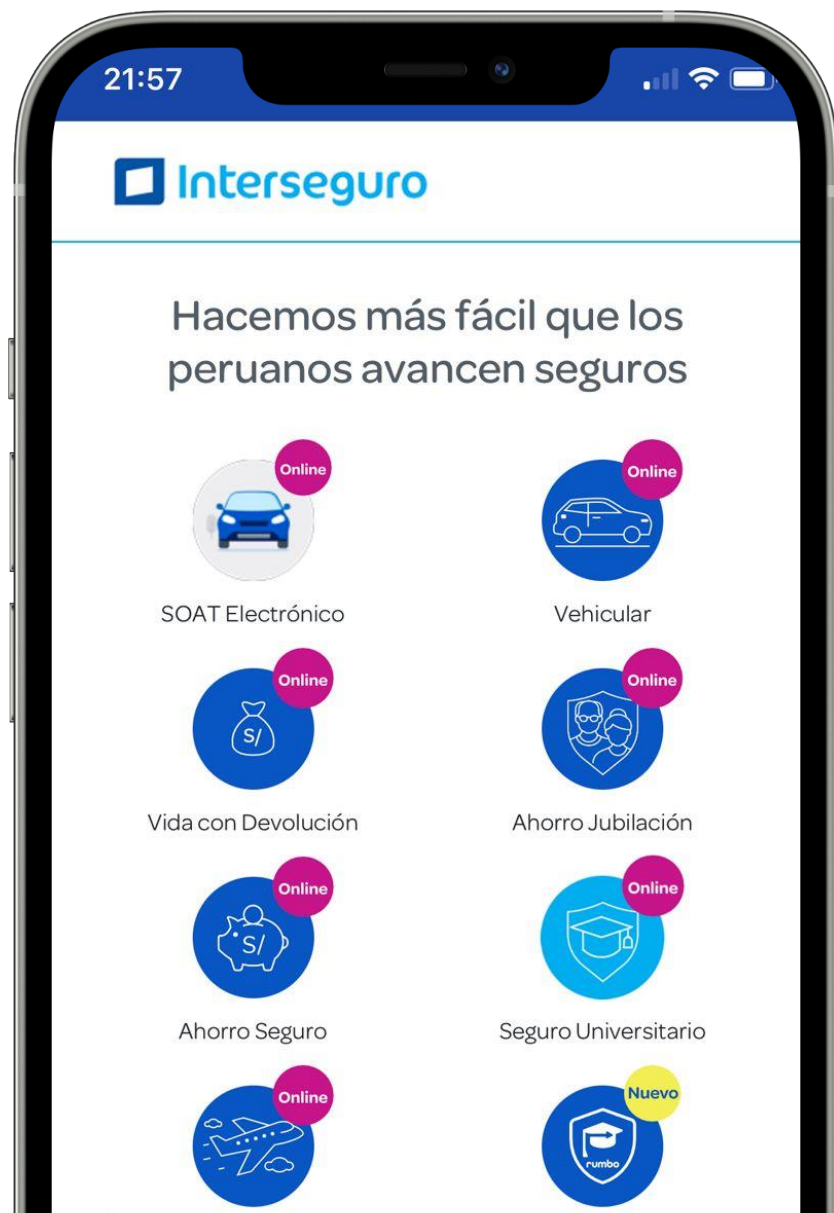 21:57
Interseguro
Hacemos más fácil que los
peruanos avancen seguros
Online
Online
SOAT Electrónico
Vehicular
Online
Online
S/
Vida con Devolución
Ahorro Jubilación
Online
Online
S/
Ahorro Seguro
Seguro Universitario
Online
Nuevo
rumbo